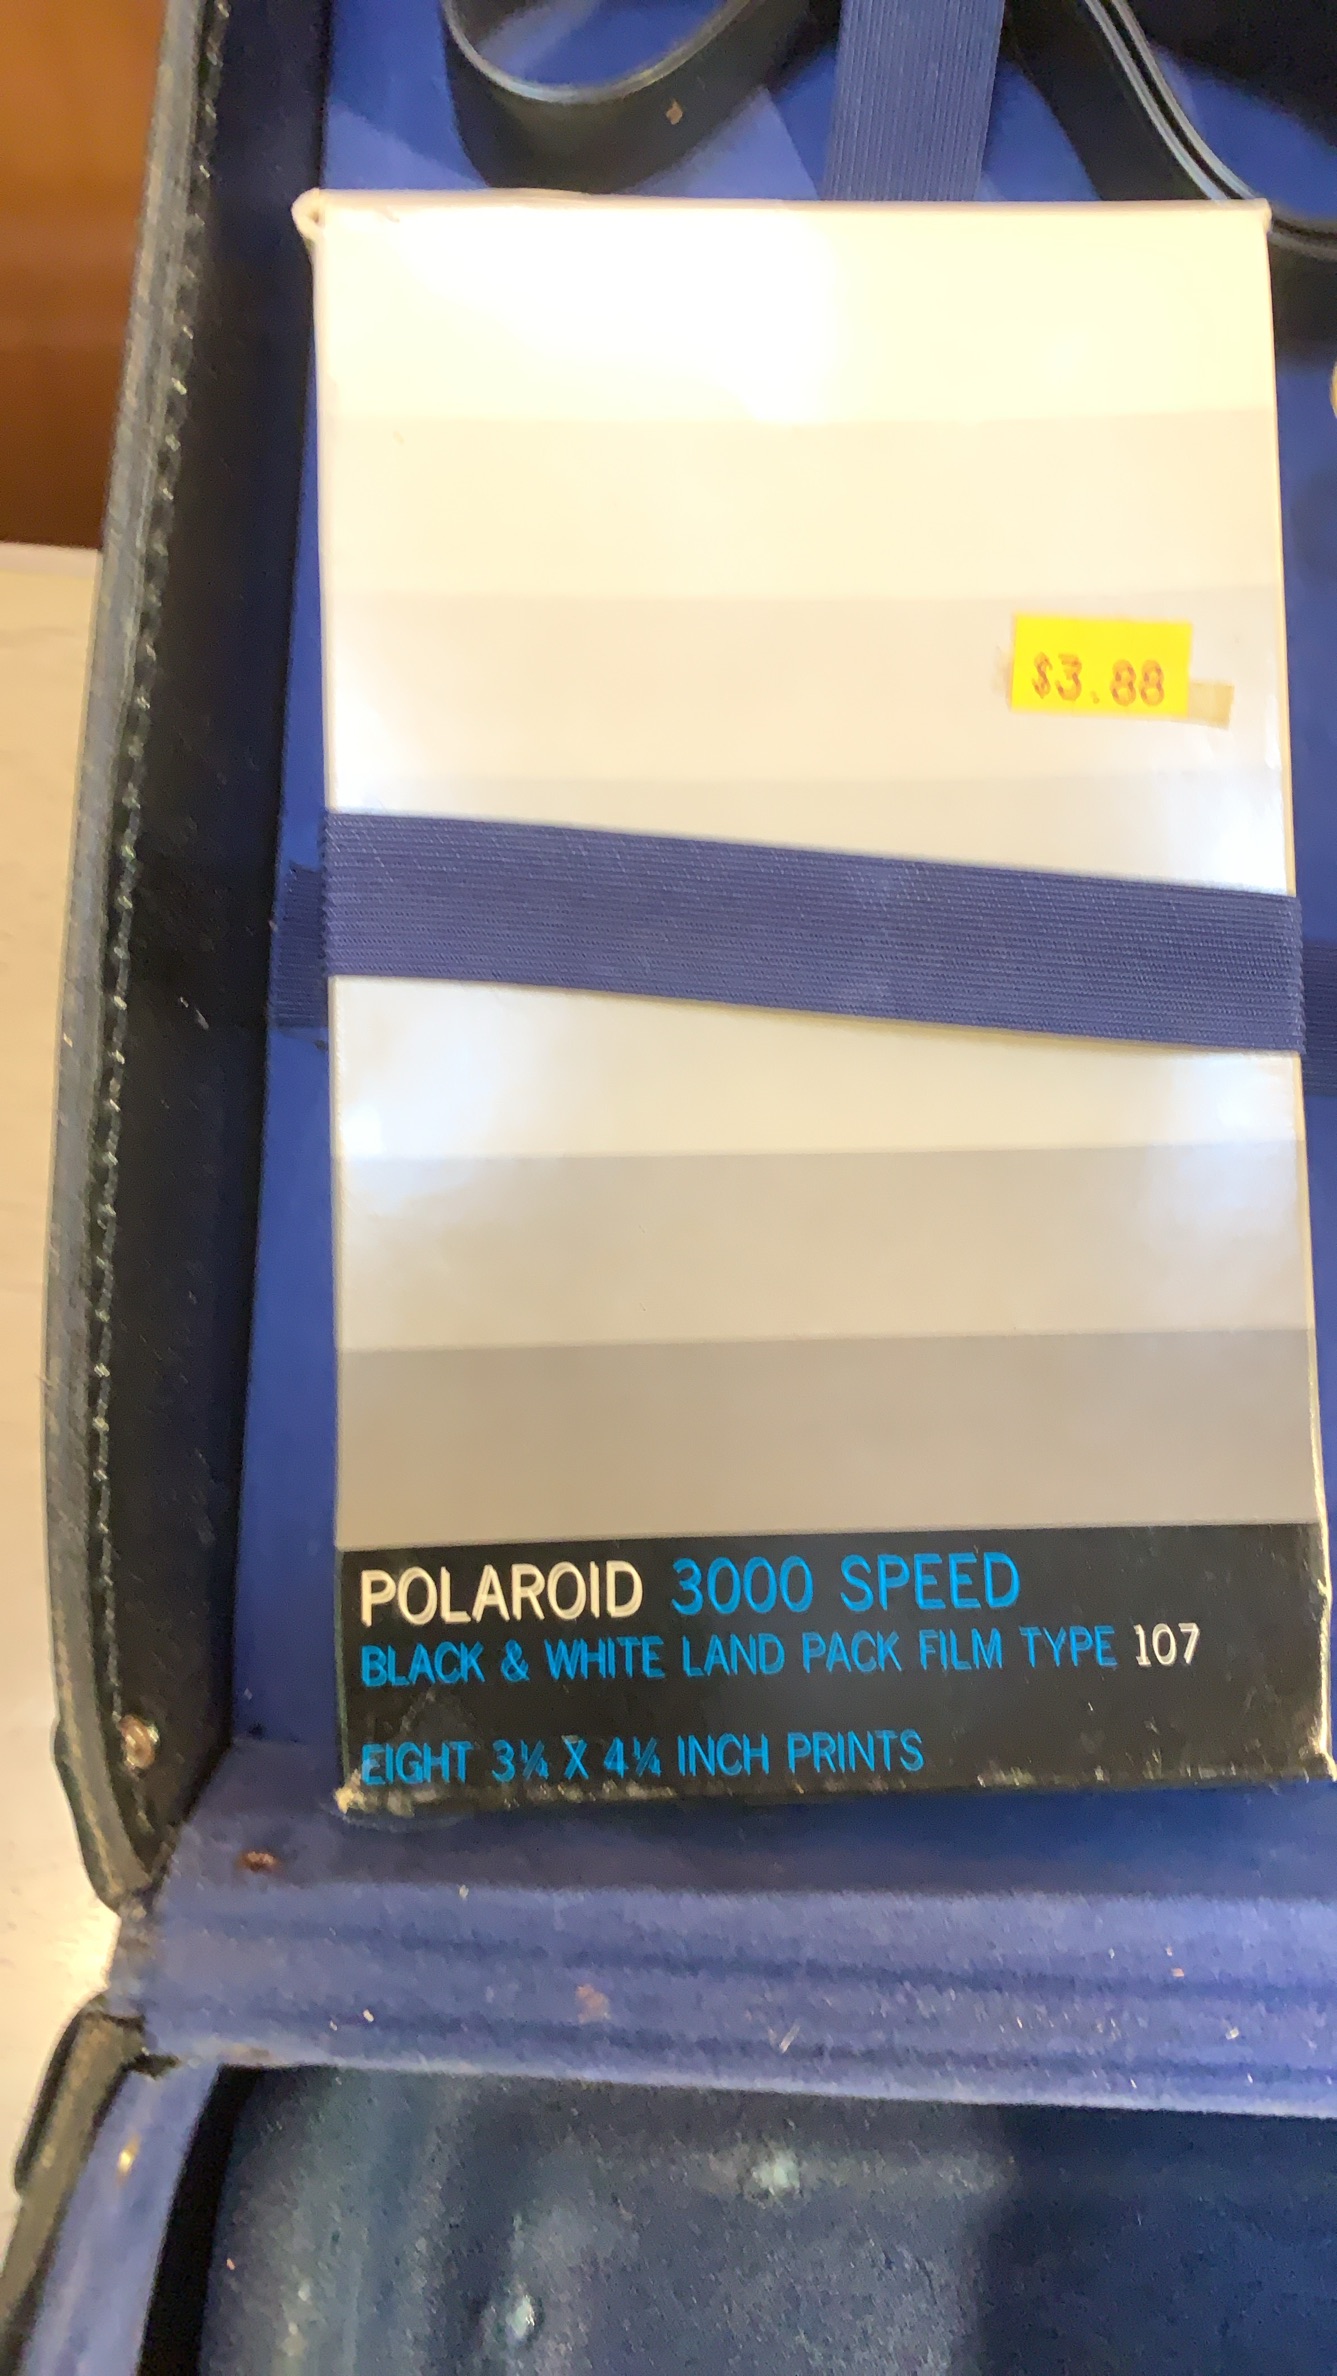 $3.88
POLAROID 3000 SPEED
BLACK & WHITE LAND PACK FILM TYPE 107
EIGHT 3¼ X 4¼ INCH PRINTS